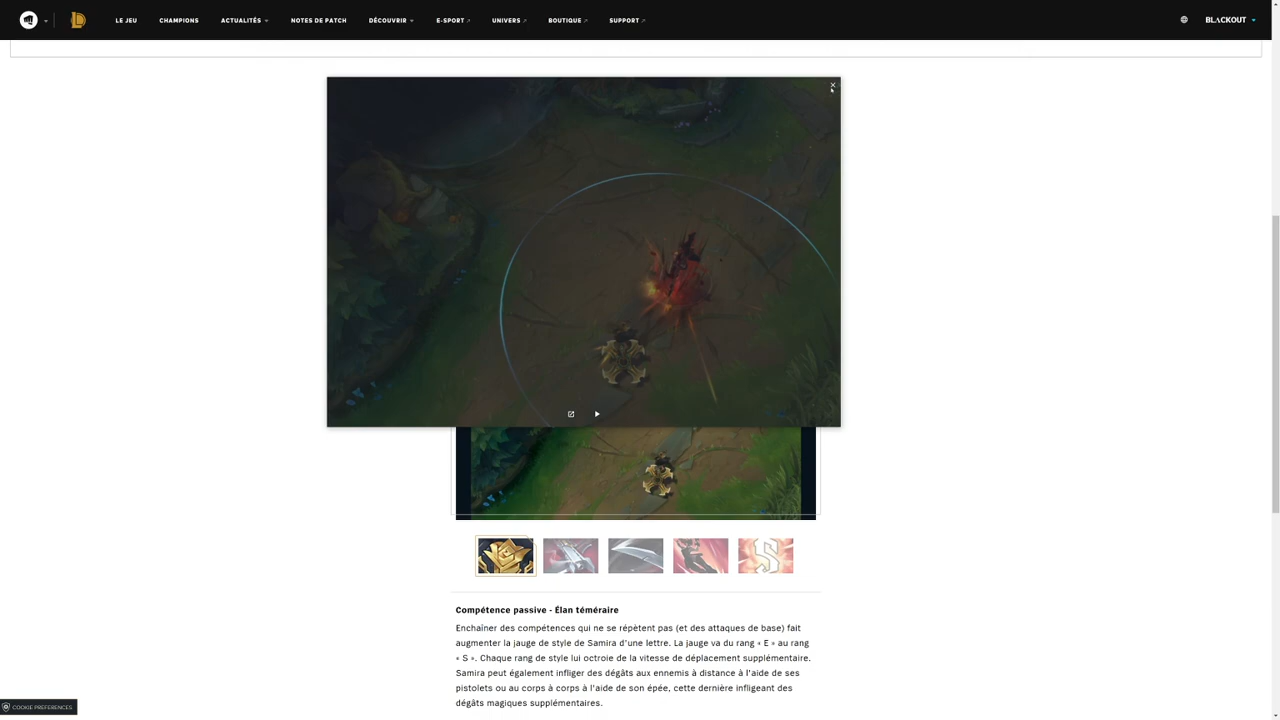 LE JEU CHAMPIONS ACTUALITÉS NOTES DE PATCH DÉCOUVRIR E-SPORT UNIVERS BOUTIQUE SUPPORT BLACKOUT
Compétence passive - Élan téméraire
Enchaîner des compétences qui ne se répètent pas (et des attaques de base) fait
augmenter la jauge de style de Samira d'une lettre. La jauge va du rang « E » au rang
« S ». Chaque rang de style lui octroie de la vitesse de déplacement supplémentaire.
Samira peut également infliger des dégâts aux ennemis à distance à l'aide de ses
pistolets ou au corps à corps à l'aide de son épée, cette dernière infligeant des
dégâts magiques supplémentaires.
COOKIE PREFERENCES